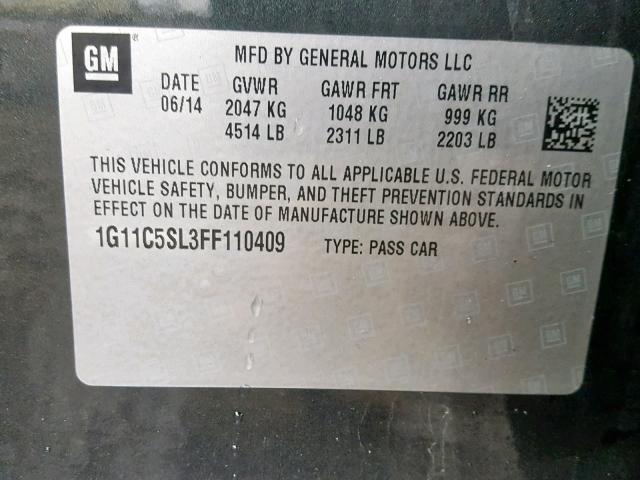 GM
MFD BY GENERAL MOTORS LLC
DATE GVWR GAWR FRT GAWR RR
06/14 2047 KG 1048 KG 999 KG
4514 LB 2311 LB 2203 LB
THIS VEHICLE CONFORMS TO ALL APPLICABLE U.S. FEDERAL MOTOR
VEHICLE SAFETY, BUMPER, AND THEFT PREVENTION STANDARDS IN
EFFECT ON THE DATE OF MANUFACTURE SHOWN ABOVE.
1G11C5SL3FF110409 TYPE: PASS CAR